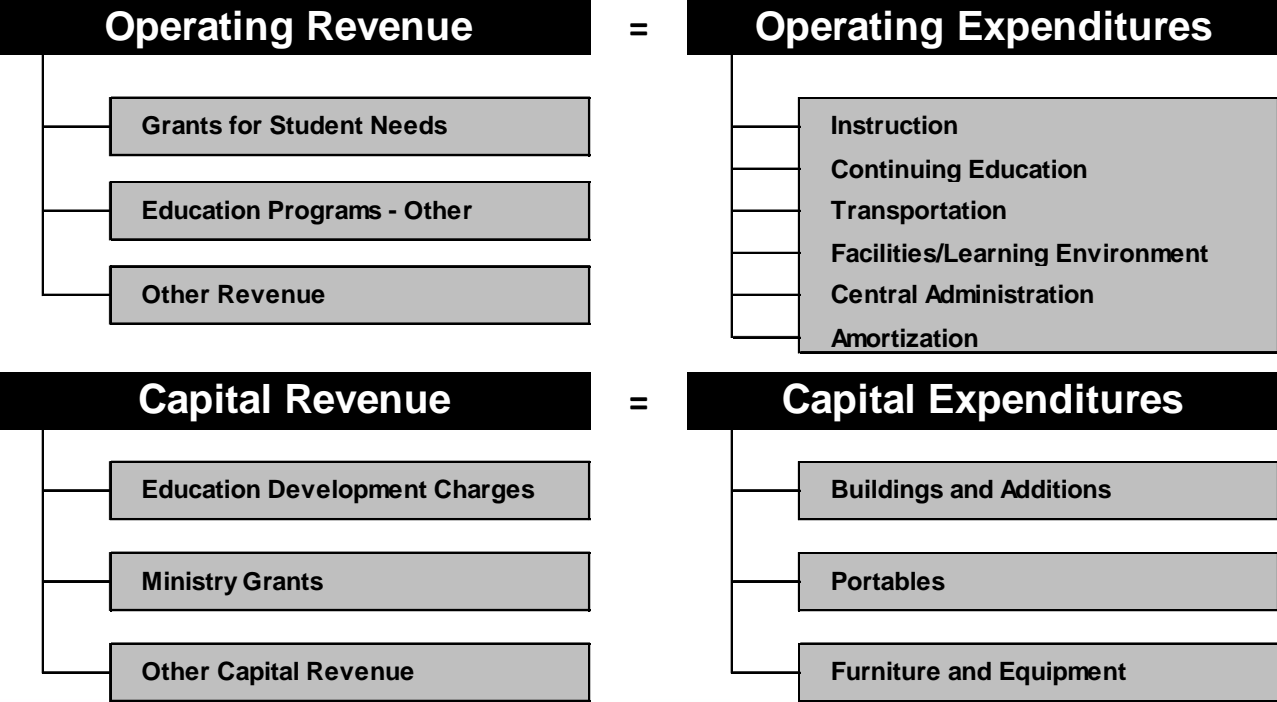 Operating Revenue
=
Operating Expenditures
Grants for Student Needs
Education Programs - Other
Other Revenue
Instruction
Continuing Education
Transportation
Facilities/Learning Environment
Central Administration
Amortization
Capital Revenue
=
Capital Expenditures
Education Development Charges
Ministry Grants
Other Capital Revenue
Buildings and Additions
Portables
Furniture and Equipment